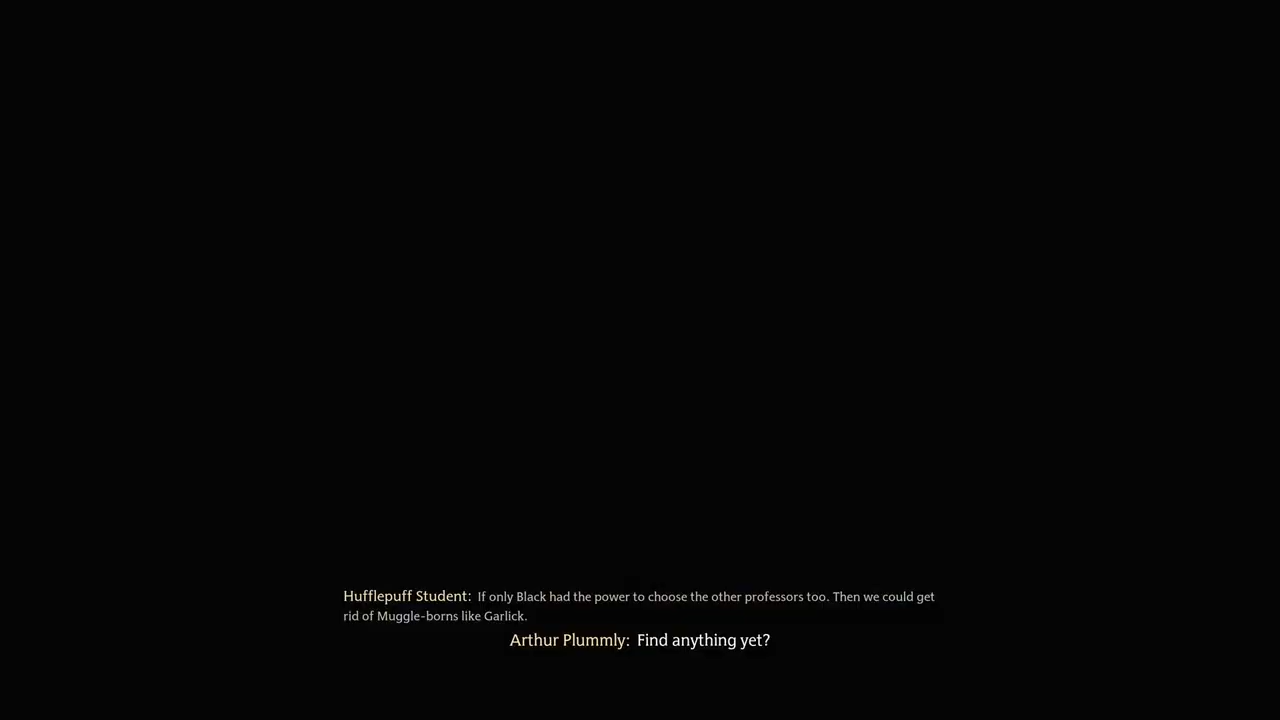 Hufflepuff Student: If only Black had the power to choose the other professors too. Then we could get
rid of Muggle-borns like Garlick.
Arthur Plummly: Find anything yet?